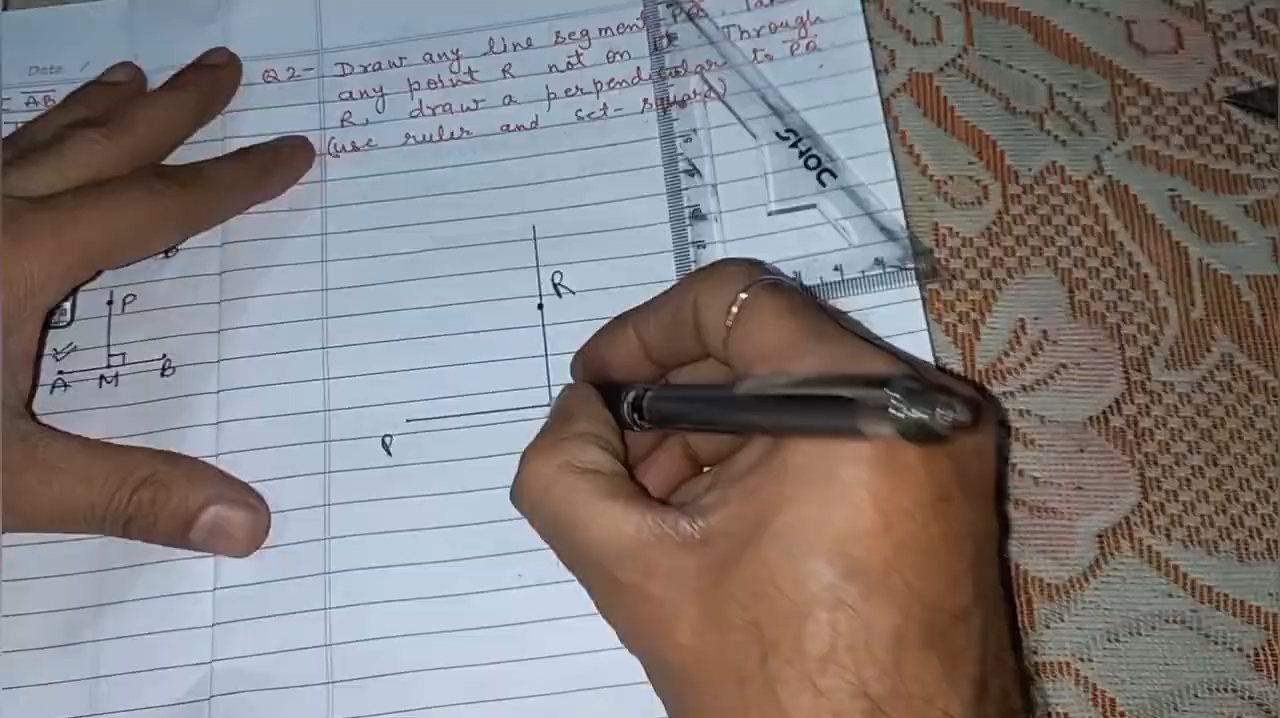 Date
AB
Q2- Draw any line segment PQ. Take
any point R not on it. Through
R, draw a perpendicular to PQ.
(use ruler and set-square)
SHOC
R
P
A M B
P